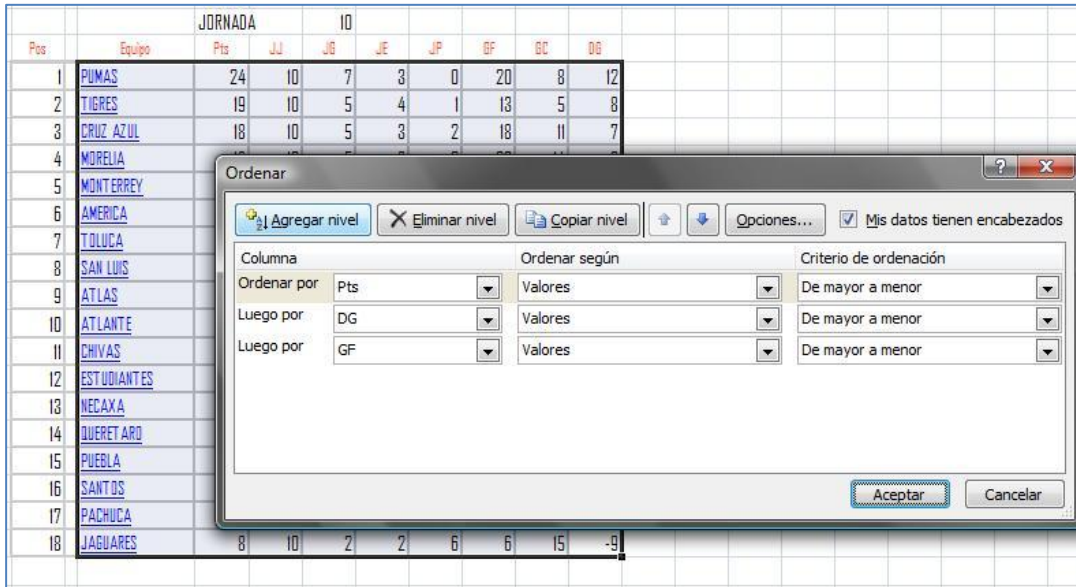 JORNADA 10
Pos Equipo Pts JJ JG JE JP GF GC DG
1 PUMAS 24 10 7 3 0 20 8 12
2 TIGRES 19 10 5 4 1 13 5 8
3 CRUZ AZUL 18 10 5 3 2 18 11 7
4 MORELIA
5 MONTERREY
6 AMERICA
7 TOLUCA
8 SAN LUIS
9 ATLAS
10 ATLANTE
11 CHIVAS
12 ESTUDIANTES
13 NECAXA
14 QUERETARO
15 PUEBLA
16 SANTOS
17 PACHUCA
18 JAGUARES 8 10 2 2 6 6 15 -9
Ordenar
Agregar nivel Eliminar nivel Copiar nivel Opciones... Mis datos tienen encabezados
Columna Ordenar según Criterio de ordenación
Ordenar por Pts Valores De mayor a menor
Luego por DG Valores De mayor a menor
Luego por GF Valores De mayor a menor
Aceptar Cancelar